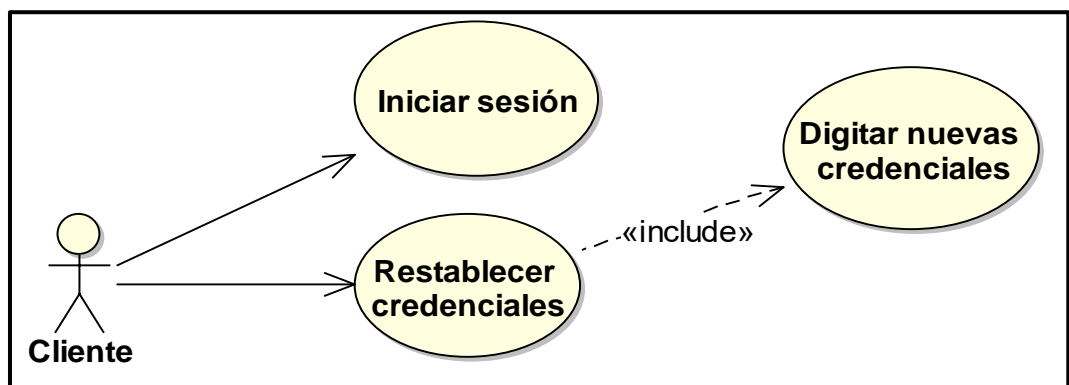 Iniciar sesión
Digitar nuevas
credenciales
«include»
Restablecer
credenciales
Cliente